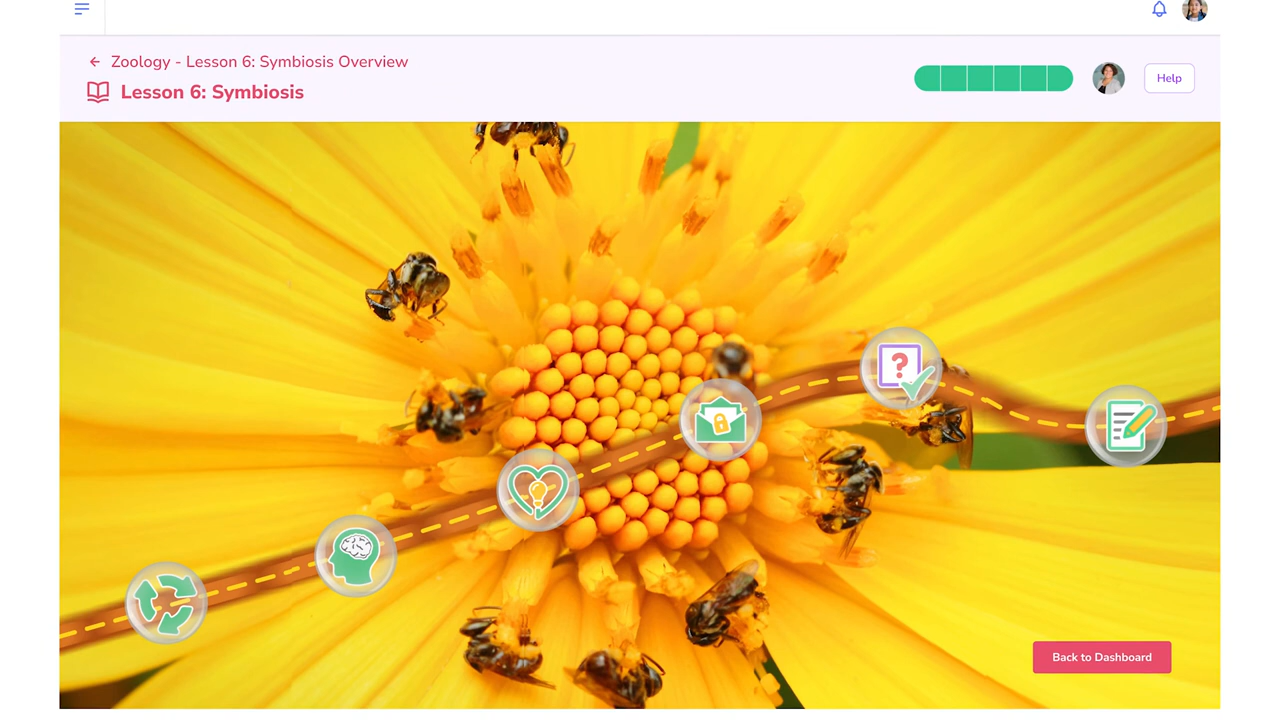 Zoology - Lesson 6: Symbiosis Overview
Lesson 6: Symbiosis
Help
?
Back to Dashboard